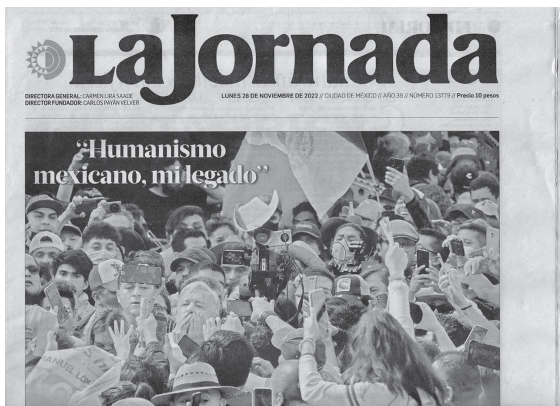 La Jornada
DIRECTORA GENERAL: CARMEN LIRA SAADE
DIRECTOR FUNDADOR: CARLOS PAYÁN VELVER
LUNES 28 DE NOVIEMBRE DE 2022 // CIUDAD DE MÉXICO // AÑO 39 // NÚMERO 13779 // Precio 10 pesos
“Humanismo
mexicano, mi legado”